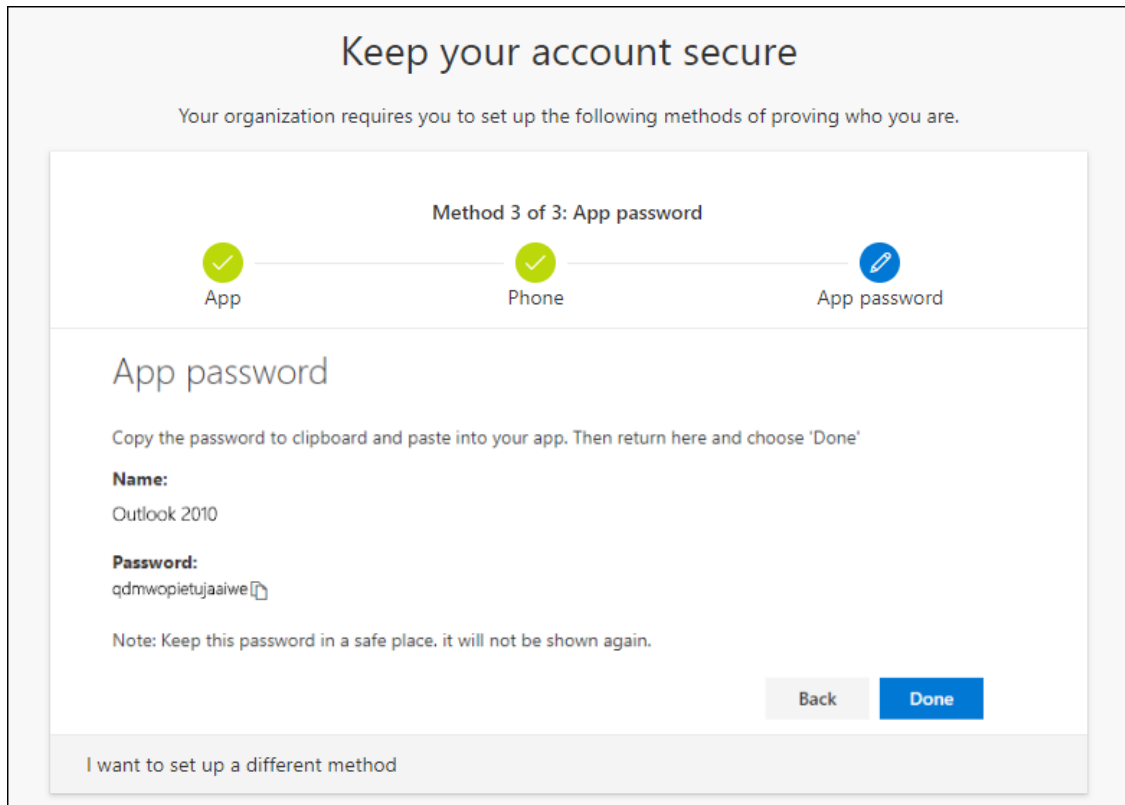 Keep your account secure
Your organization requires you to set up the following methods of proving who you are.
Method 3 of 3: App password
App
Phone
App password
App password
Copy the password to clipboard and paste into your app. Then return here and choose 'Done'
Name:
Outlook 2010
Password:
qdmwopietujaaiwe
Note: Keep this password in a safe place. it will not be shown again.
Back
Done
I want to set up a different method